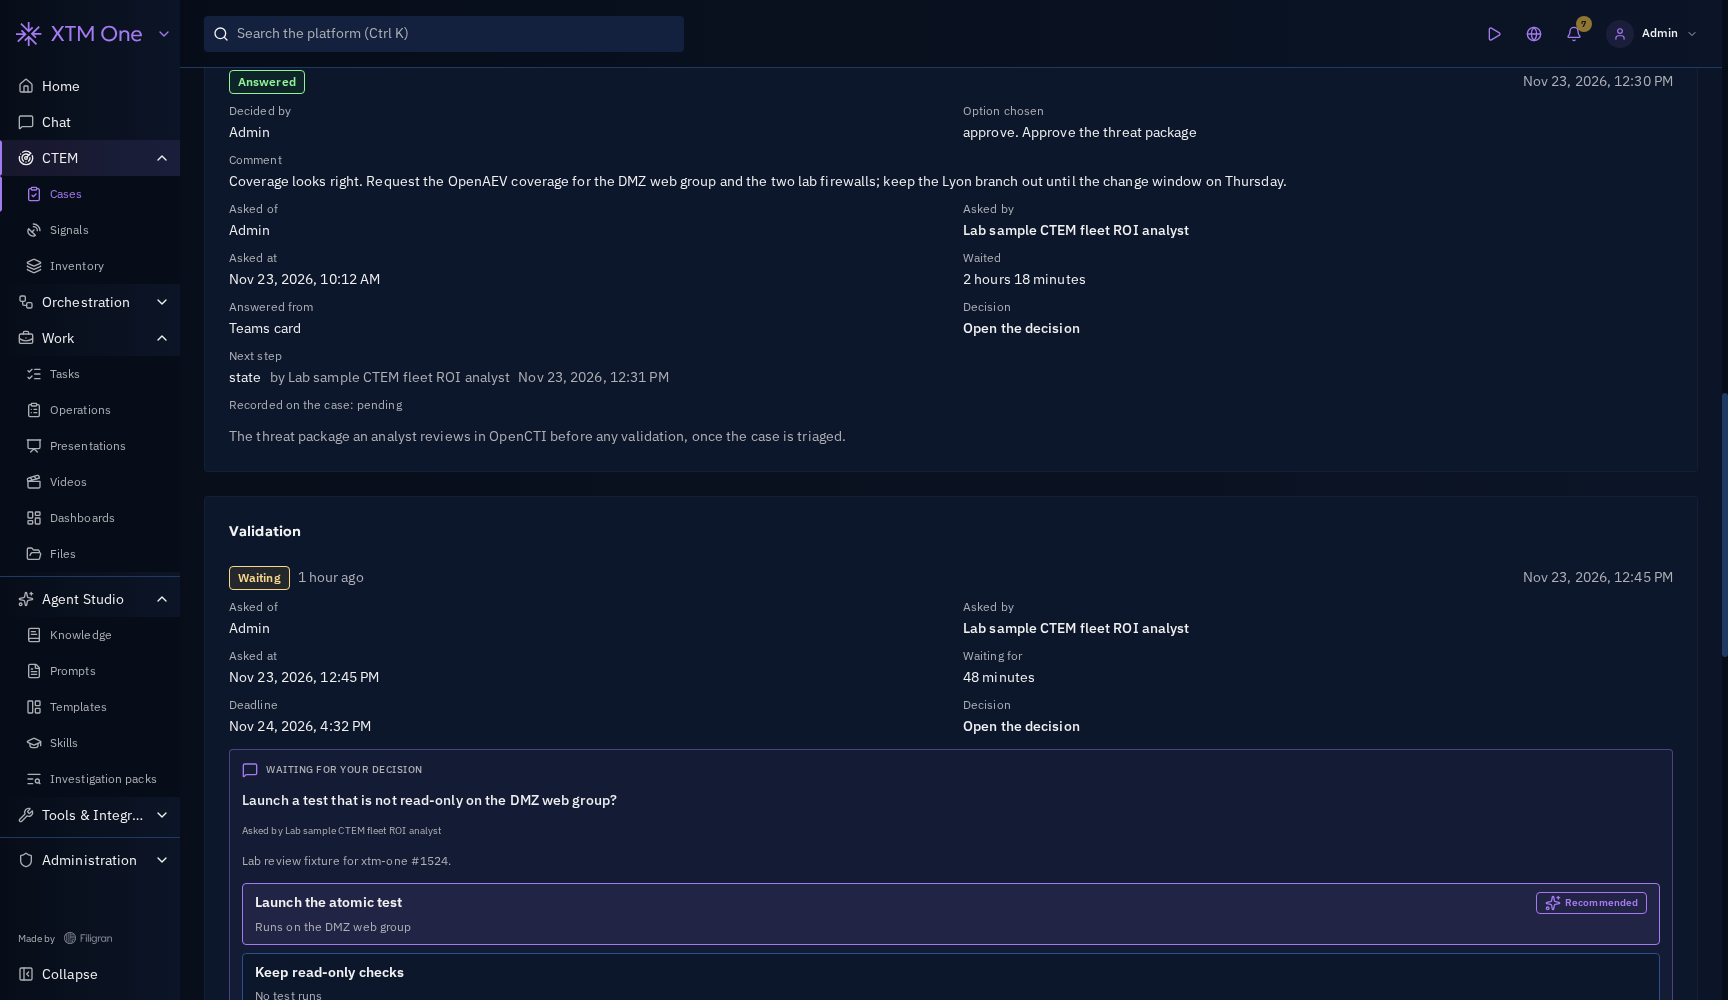 XTM One
Search the platform (Ctrl K)
7
Admin
Home
Chat
CTEM
Cases
Signals
Inventory
Orchestration
Work
Tasks
Operations
Presentations
Videos
Dashboards
Files
Agent Studio
Knowledge
Prompts
Templates
Skills
Investigation packs
Tools & Integr...
Administration
Made by Filigran
Collapse
Answered
Nov 23, 2026, 12:30 PM
Decided by
Admin
Option chosen
approve. Approve the threat package
Comment
Coverage looks right. Request the OpenAEV coverage for the DMZ web group and the two lab firewalls; keep the Lyon branch out until the change window on Thursday.
Asked of
Admin
Asked by
Lab sample CTEM fleet ROI analyst
Asked at
Nov 23, 2026, 10:12 AM
Waited
2 hours 18 minutes
Answered from
Teams card
Decision
Open the decision
Next step
state by Lab sample CTEM fleet ROI analyst Nov 23, 2026, 12:31 PM
Recorded on the case: pending
The threat package an analyst reviews in OpenCTI before any validation, once the case is triaged.
Validation
Waiting 1 hour ago
Nov 23, 2026, 12:45 PM
Asked of
Admin
Asked by
Lab sample CTEM fleet ROI analyst
Asked at
Nov 23, 2026, 12:45 PM
Waiting for
48 minutes
Deadline
Nov 24, 2026, 4:32 PM
Decision
Open the decision
WAITING FOR YOUR DECISION
Launch a test that is not read-only on the DMZ web group?
Asked by Lab sample CTEM fleet ROI analyst
Lab review fixture for xtm-one #1524.
Launch the atomic test
Recommended
Runs on the DMZ web group
Keep read-only checks
No test runs